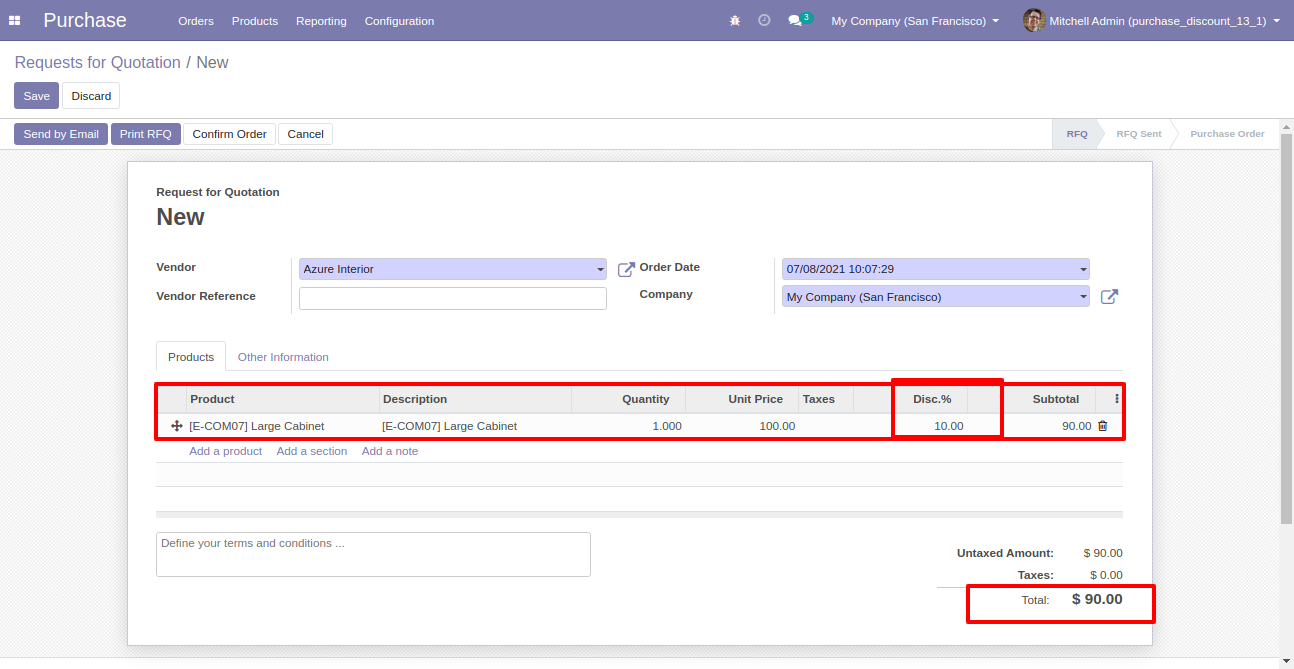 Purchase Orders Products Reporting Configuration 3 My Company (San Francisco) Mitchell Admin (purchase_discount_13_1)
Requests for Quotation / New
Save Discard
Send by Email Print RFQ Confirm Order Cancel RFQ RFQ Sent Purchase Order
Request for Quotation
New
Vendor Azure Interior Order Date 07/08/2021 10:07:29
Vendor Reference Company My Company (San Francisco)
Products Other Information
Product Description Quantity Unit Price Taxes Disc.% Subtotal
[E-COM07] Large Cabinet [E-COM07] Large Cabinet 1.000 100.00 10.00 90.00
Add a product Add a section Add a note
Define your terms and conditions ...
Untaxed Amount: $ 90.00
Taxes: $ 0.00
Total: $ 90.00